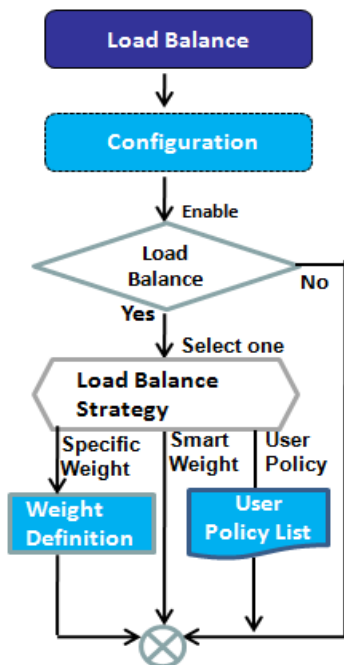 Load Balance
Configuration
Enable
Load
Balance
No
Yes
Select one
Load Balance
Strategy
Specific
Weight
Smart
Weight
User
Policy
Weight
Definition
User
Policy List